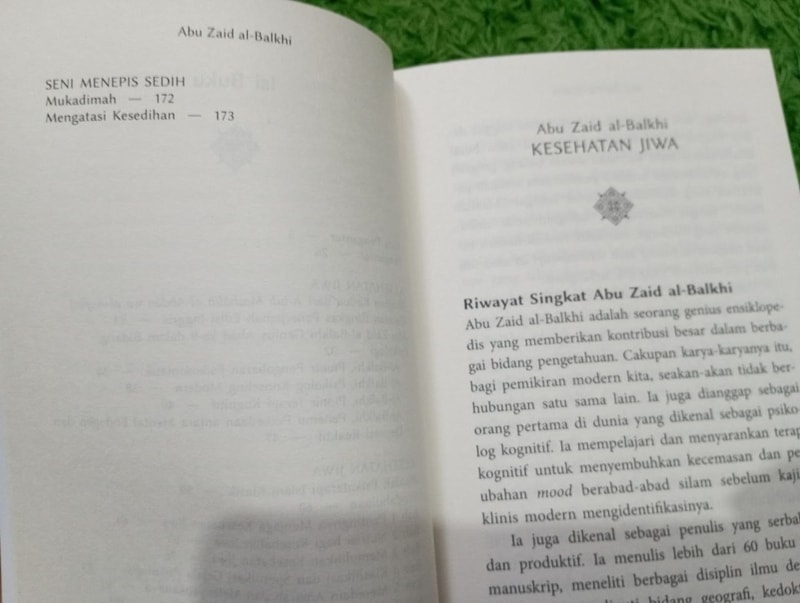 Abu Zaid al-Balkhi
SENI MENEPIS SEDIH
Mukadimah — 172
Mengatasi Kesedihan — 173
Abu Zaid al-Balkhi
KESEHATAN JIWA
Riwayat Singkat Abu Zaid al-Balkhi
Abu Zaid al-Balkhi adalah seorang genius ensiklope-
dis yang memberikan kontribusi besar dalam berba-
gai bidang pengetahuan. Cakupan karya-karyanya itu,
bagi pemikiran modern kita, seakan-akan tidak ber-
hubungan satu sama lain. Ia juga dianggap sebagai
orang pertama di dunia yang dikenal sebagai psiko
log kognitif. Ia mempelajari dan menyarankan terap
kognitif untuk menyembuhkan kecemasan dan pe
ubahan mood berabad-abad silam sebelum kaji
klinis modern mengidentifikasinya.
Ia juga dikenal sebagai penulis yang serba
dan produktif. Ia menulis lebih dari 60 buku
manuskrip, meneliti berbagai disiplin ilmu de
bidang geografi, kedok